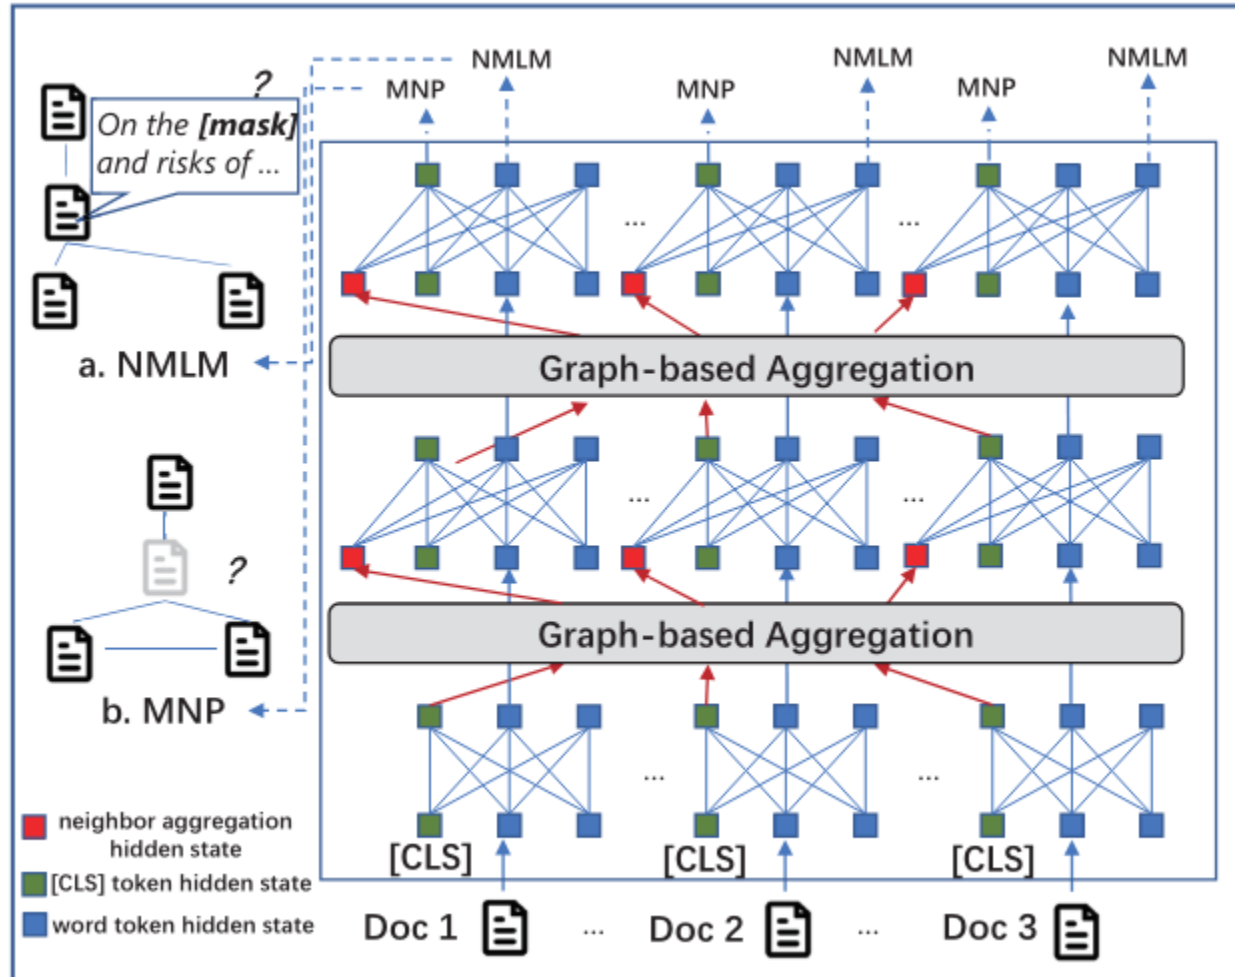 NMLM
NMLM
NMLM
MNP
MNP
MNP
?
On the [mask]
and risks of ...
...
...
a. NMLM
Graph-based Aggregation
...
...
?
b. MNP
Graph-based Aggregation
...
...
neighbor aggregation
hidden state
[CLS] token hidden state
word token hidden state
[CLS]
[CLS]
[CLS]
Doc 1
...
Doc 2
...
Doc 3